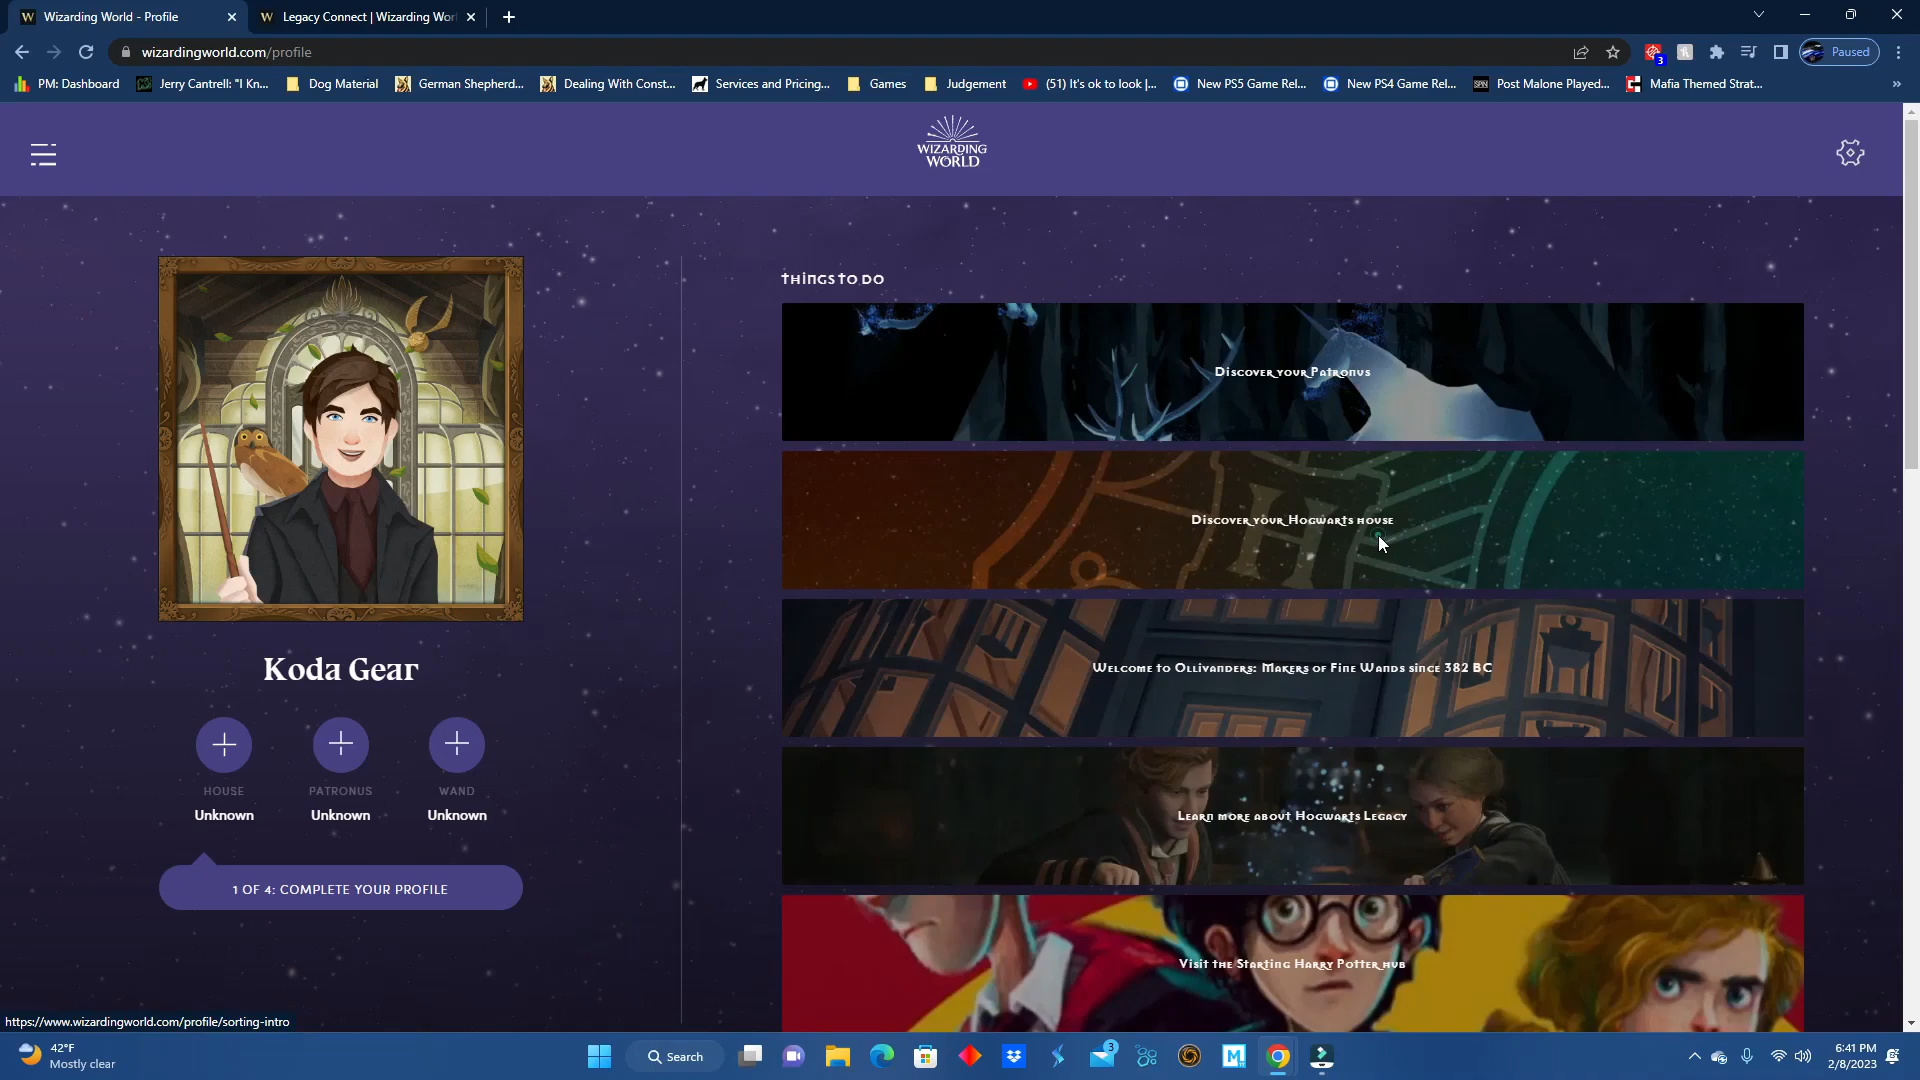 Wizarding World - Profile
Legacy Connect | Wizarding Wor
wizardingworld.com/profile
3
Paused
PM: Dashboard
Jerry Cantrell: "I Kn...
Dog Material
German Shepherd...
Dealing With Const...
Services and Pricing...
Games
Judgement
(51) It's ok to look |...
New PS5 Game Rel...
New PS4 Game Rel...
SPIN
Post Malone Played...
Mafia Themed Strat...
WIZARDING
WORLD
THINGS TO DO
Discover your Patronus
Discover your Hogwarts house
Welcome to Ollivanders: Makers of Fine Wands since 382 BC
Learn more about Hogwarts Legacy
Visit the Starting Harry Potter hub
Koda Gear
HOUSE
PATRONUS
WAND
Unknown
Unknown
Unknown
1 OF 4: COMPLETE YOUR PROFILE
https://www.wizardingworld.com/profile/sorting-intro
42°F
Mostly clear
Search
3
M
6:41 PM
2/8/2023